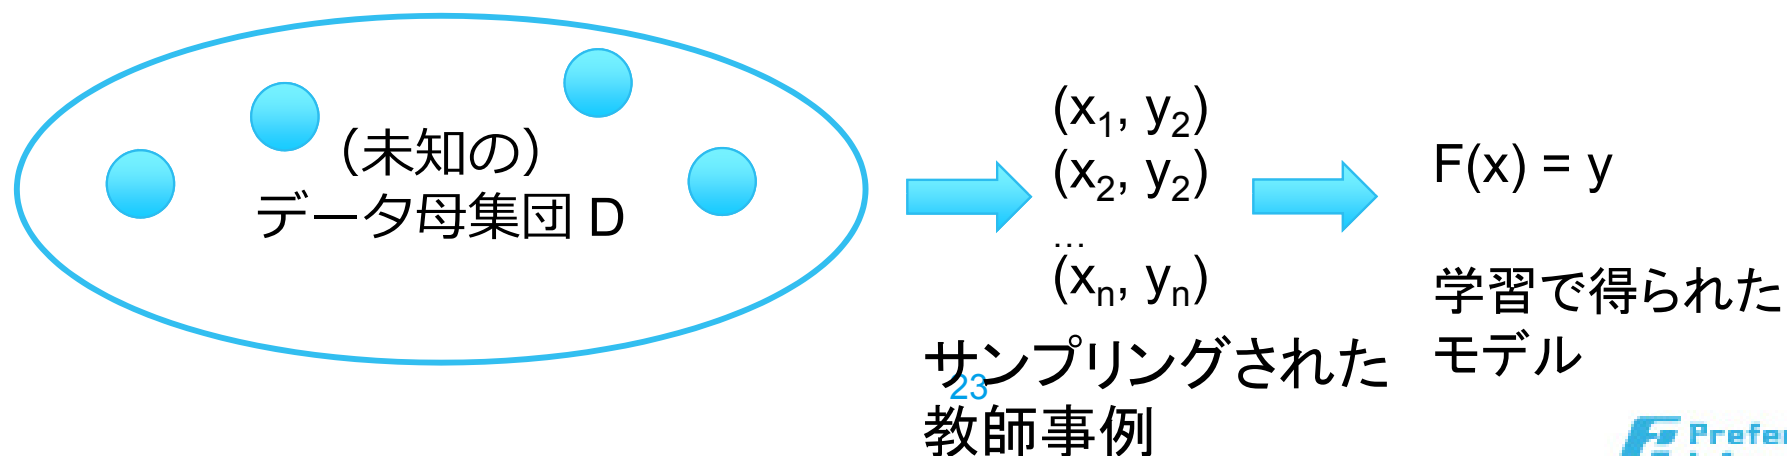 （未知の）
データ母集団 D
(x₁, y₂)
(x₂, y₂)
...
(xₙ, yₙ)
サンプリングされた
教師事例
F(x) = y
学習で得られた
モデル
23
Prefe